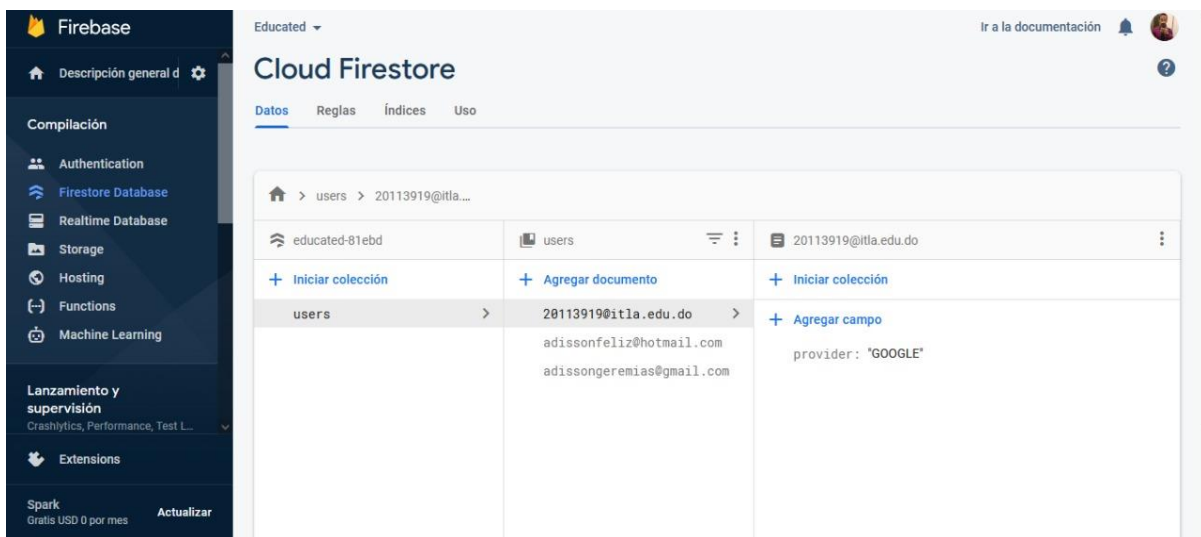 Firebase
Descripción general d
Compilación
Authentication
Firestore Database
Realtime Database
Storage
Hosting
Functions
Machine Learning
Lanzamiento y
supervisión
Crashlytics, Performance, Test L...
Extensions
Spark
Gratis USD 0 por mes
Actualizar
Educated
Ir a la documentación
Cloud Firestore
Datos Reglas Índices Uso
users > 20113919@itla....
educated-81ebd
+ Iniciar colección
users
users
+ Agregar documento
20113919@itla.edu.do
adissonfeliz@hotmail.com
adissongeremias@gmail.com
20113919@itla.edu.do
+ Iniciar colección
+ Agregar campo
provider: "GOOGLE"